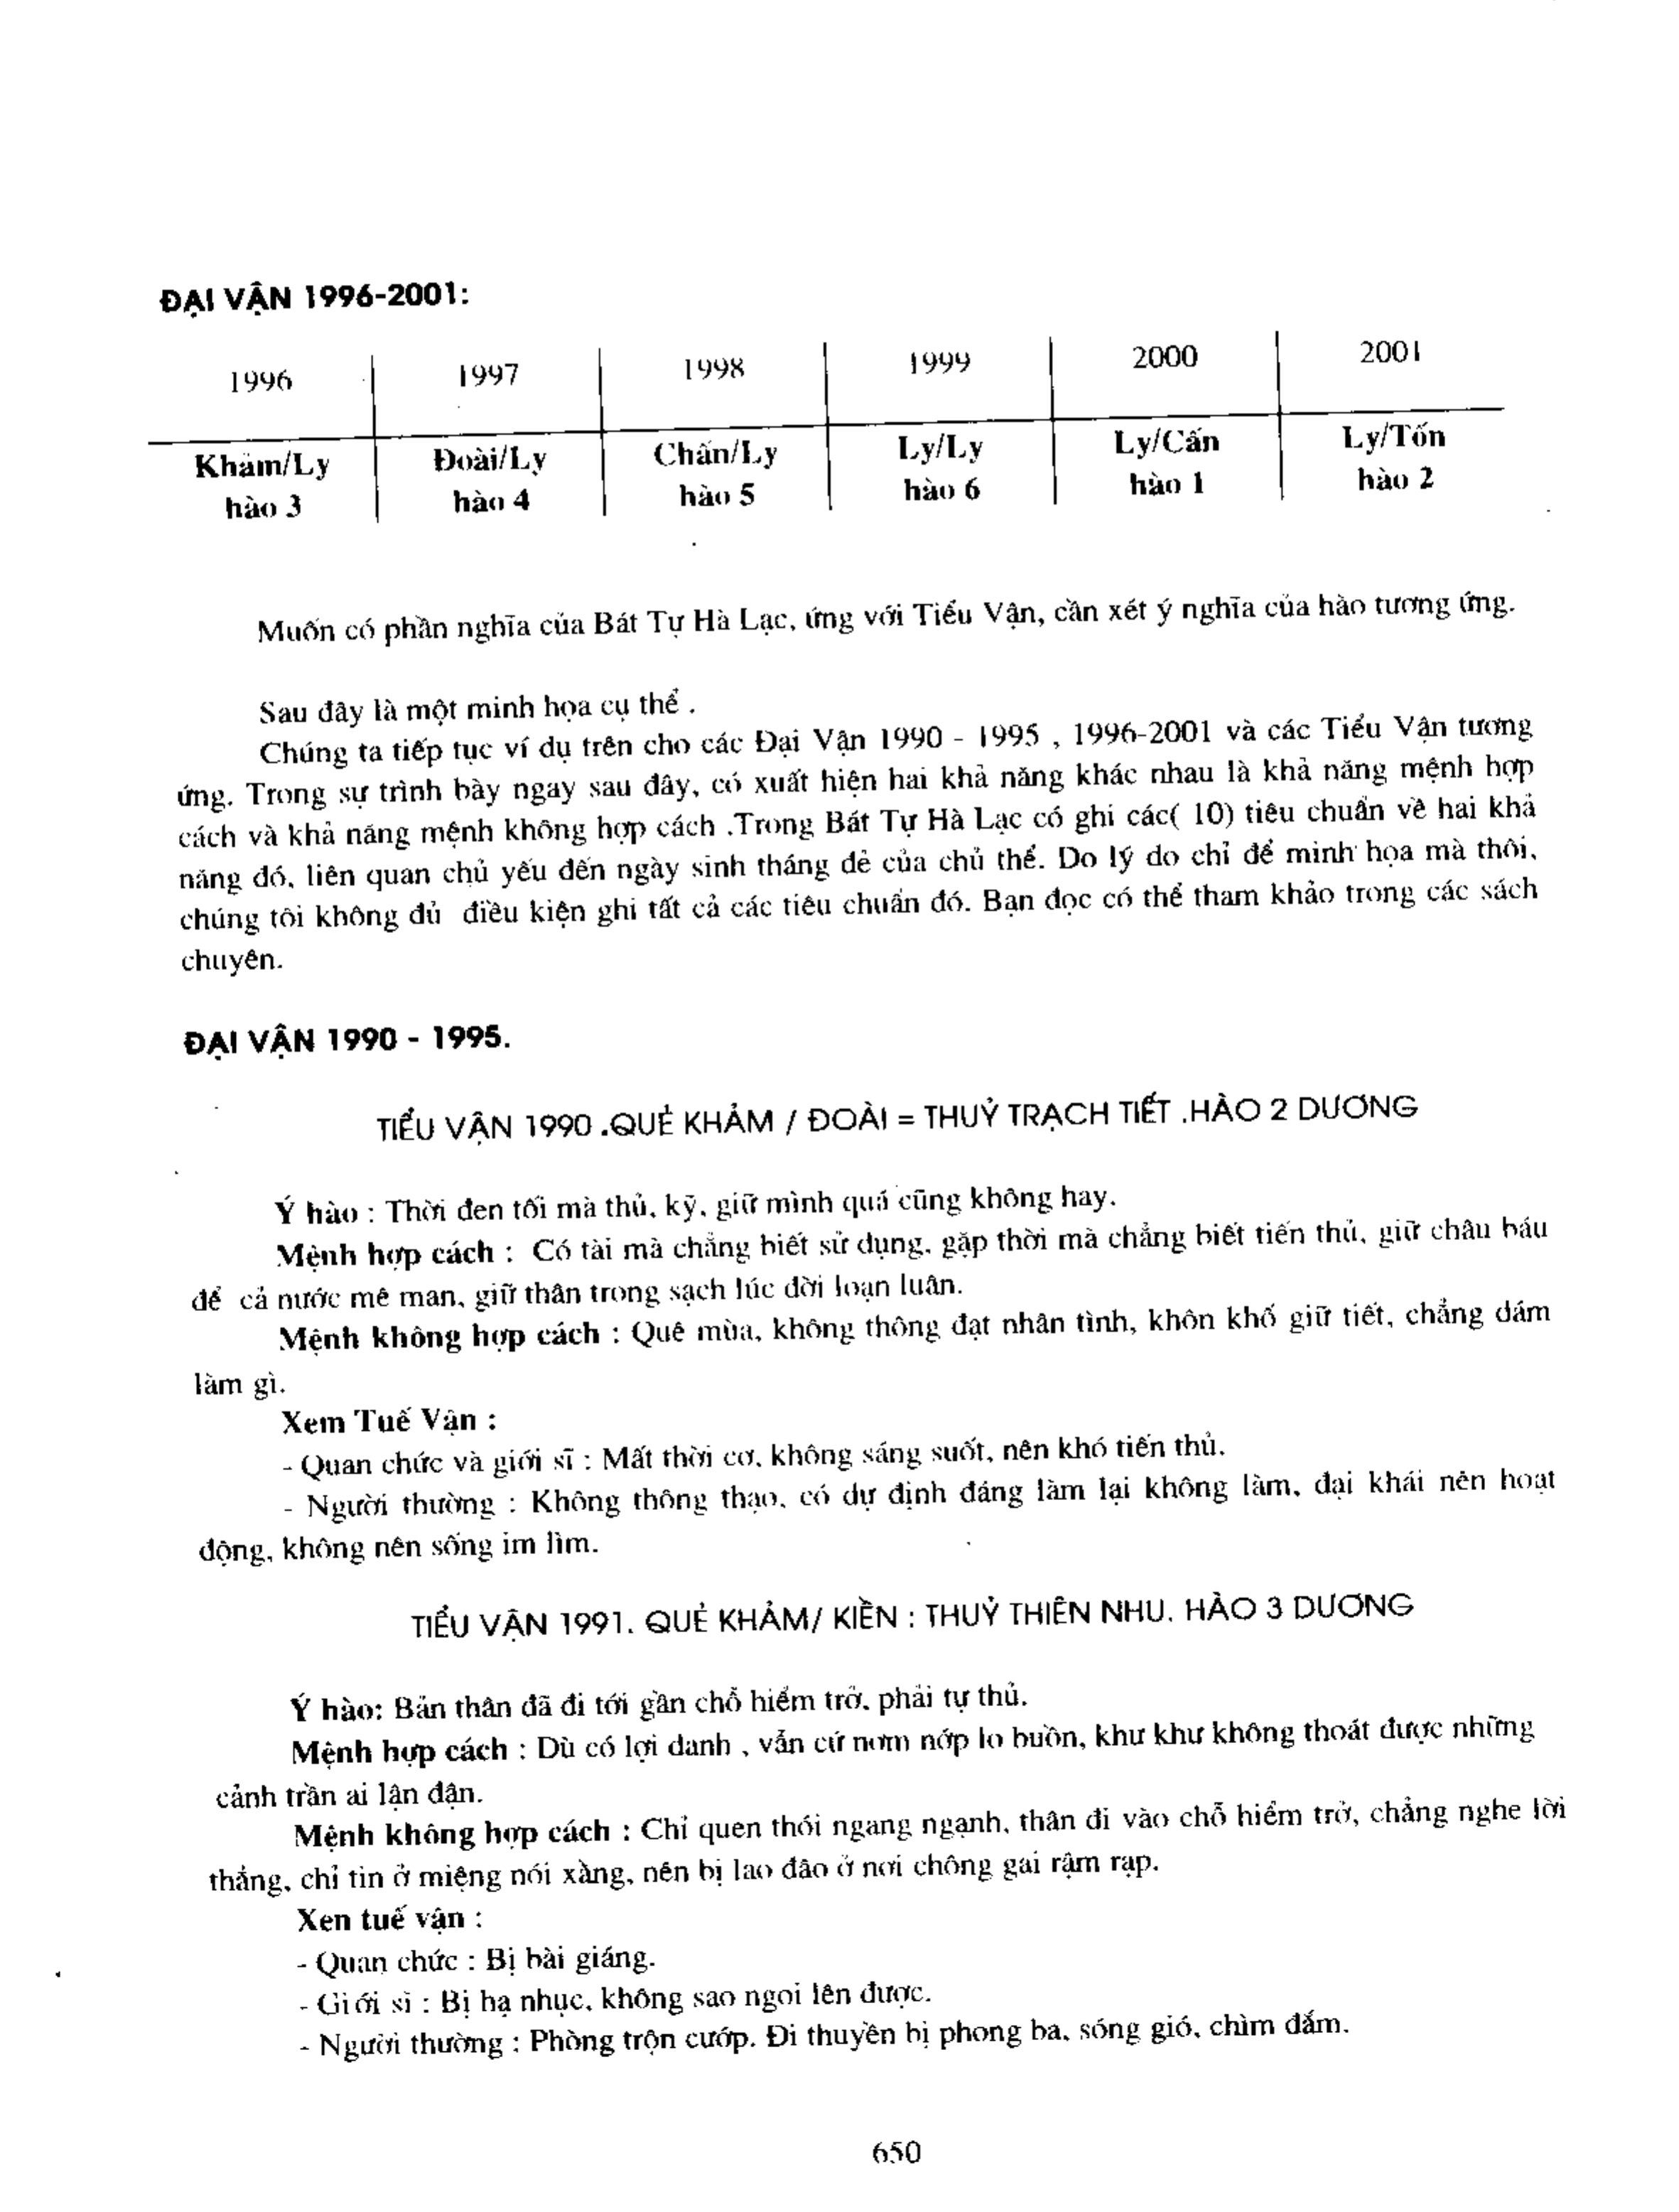 ĐẠI VẬN 1996-2001:
1996 1997 1998 1999 2000 2001
Khảm/Ly Đoài/Ly Chấn/Ly Ly/Ly Ly/Cấn Ly/Tốn
hào 3 hào 4 hào 5 hào 6 hào 1 hào 2
Muốn có phần nghĩa của Bát Tự Hà Lạc, ứng với Tiểu Vận, cần xét ý nghĩa của hào tương ứng.
Sau đây là một minh họa cụ thể .
Chúng ta tiếp tục ví dụ trên cho các Đại Vận 1990 - 1995 , 1996-2001 và các Tiểu Vận tương
ứng. Trong sự trình bày ngay sau đây, có xuất hiện hai khả năng khác nhau là khả năng mệnh hợp
cách và khả năng mệnh không hợp cách .Trong Bát Tự Hà Lạc có ghi các( 10) tiêu chuẩn về hai khả
năng đó, liên quan chủ yếu đến ngày sinh tháng đẻ của chủ thể. Do lý do chỉ để minh họa mà thôi,
chúng tôi không đủ điều kiện ghi tất cả các tiêu chuẩn đó. Bạn đọc có thể tham khảo trong các sách
chuyên.
ĐẠI VẬN 1990 - 1995.
TIỂU VẬN 1990 .QUẺ KHẢM / ĐOÀI = THUỶ TRẠCH TIẾT .HÀO 2 DƯƠNG
Ý hào : Thời đen tối mà thủ, kỹ, giữ mình quá cũng không hay.
Mệnh hợp cách : Có tài mà chẳng biết sử dụng, gặp thời mà chẳng biết tiến thủ, giữ châu báu
để cả nước mê man, giữ thân trong sạch lúc đời loạn luân.
Mệnh không hợp cách : Quê mùa, không thông đạt nhân tình, khôn khố giữ tiết, chẳng dám
làm gì.
Xem Tuế Vận :
- Quan chức và giới sĩ : Mất thời cơ, không sáng suốt, nên khó tiến thủ.
- Người thường : Không thông thạo, có dự định đáng làm lại không làm, đại khái nên hoạt
động, không nên sống im lìm.
TIỂU VẬN 1991. QUẺ KHẢM/ KIỀN : THUỶ THIÊN NHU. HÀO 3 DƯƠNG
Ý hào: Bản thân đã đi tới gần chỗ hiểm trở, phải tự thủ.
Mệnh hợp cách : Dù có lợi danh , vẫn cứ nơm nớp lo buồn, khư khư không thoát được những
cảnh trần ai lận đận.
Mệnh không hợp cách : Chỉ quen thói ngang ngạnh, thân đi vào chỗ hiểm trở, chẳng nghe lời
thẳng, chỉ tin ở miệng nói xằng, nên bị lao đâo ở nơi chông gai rậm rạp.
Xen tuế vận :
- Quan chức : Bị bài giáng.
- Giới sĩ : Bị hạ nhục, không sao ngoi lên được.
- Người thường : Phòng trộn cướp. Đi thuyền bị phong ba, sóng gió, chìm đắm.
650